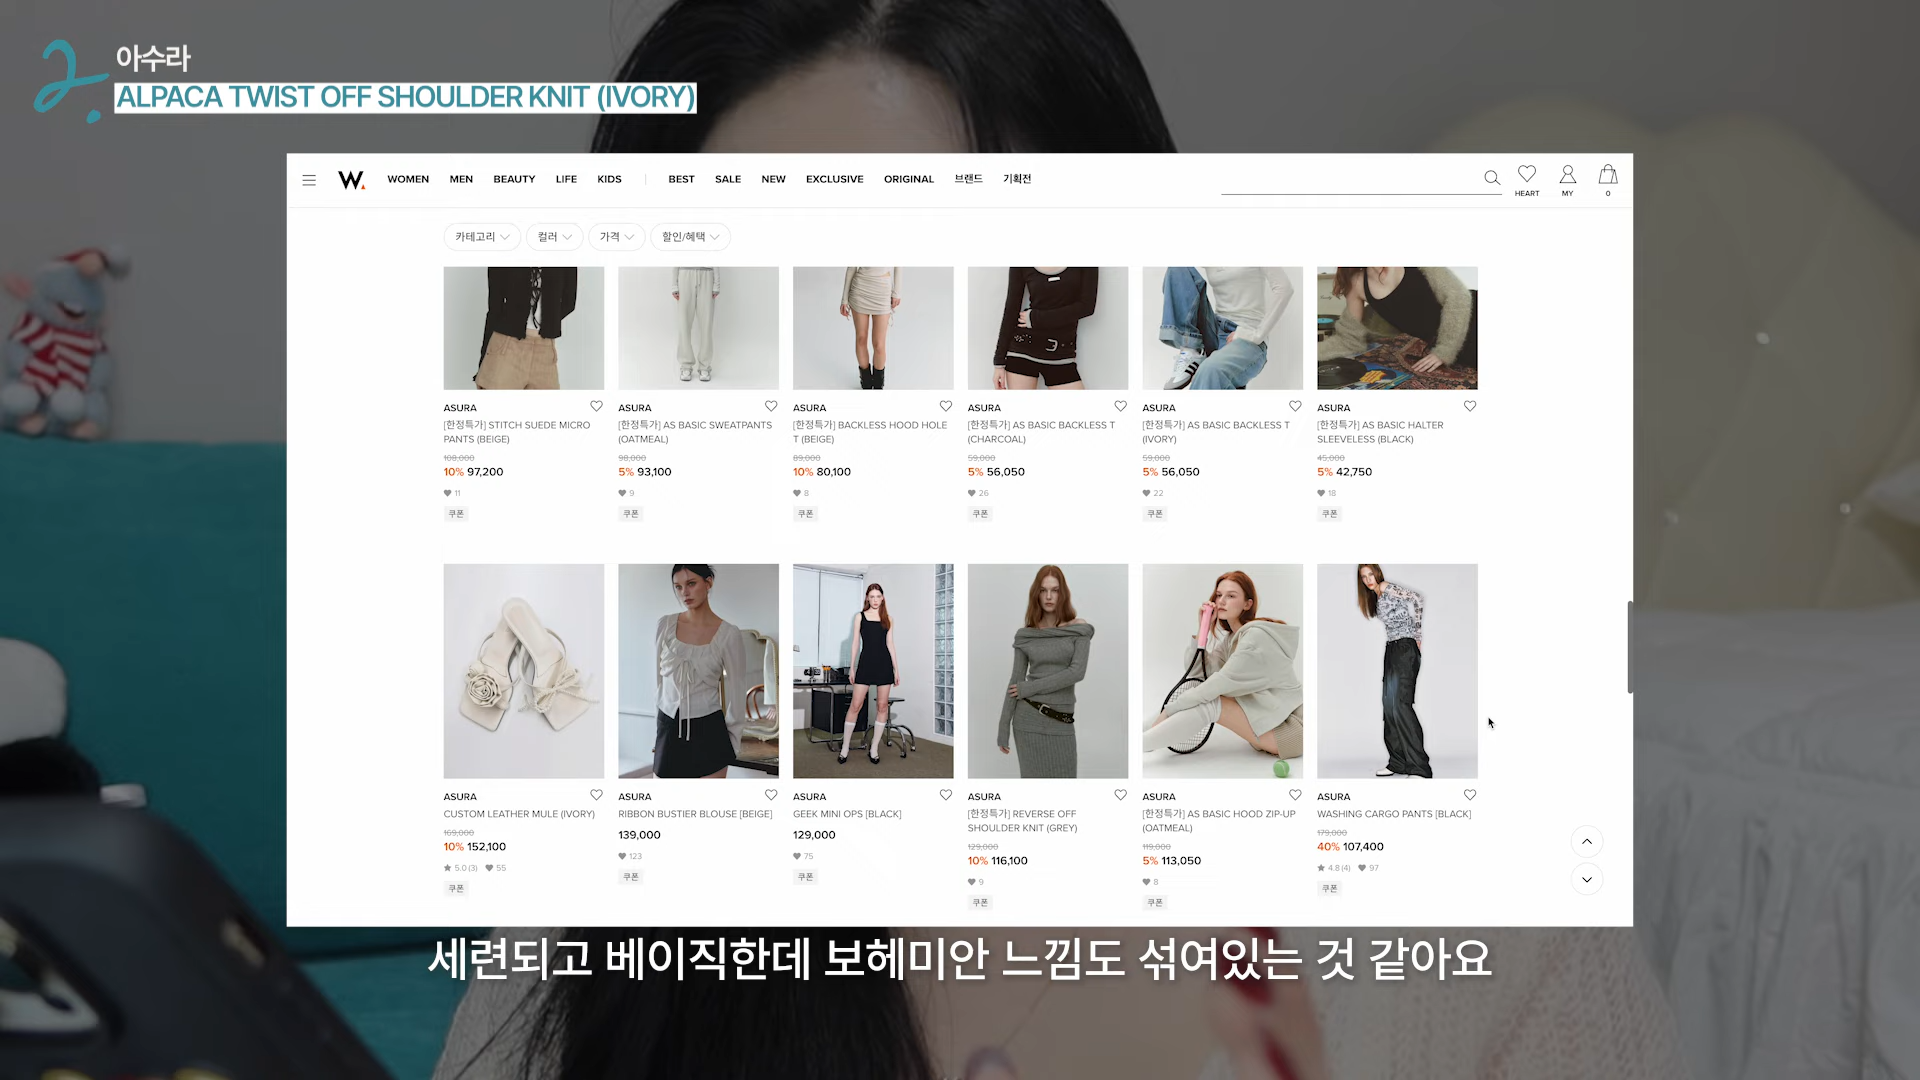 2.
아수라
ALPACA TWIST OFF SHOULDER KNIT (IVORY)
W.
WOMEN MEN BEAUTY LIFE KIDS | BEST SALE NEW EXCLUSIVE ORIGINAL 브랜드 기획전
HEART MY 0
카테고리 컬러 가격 할인/혜택
ASURA
[한정특가] STITCH SUEDE MICRO
PANTS (BEIGE)
108,000
10% 97,200
11
쿠폰
ASURA
[한정특가] AS BASIC SWEATPANTS
(OATMEAL)
98,000
5% 93,100
9
쿠폰
ASURA
[한정특가] BACKLESS HOOD HOLE
T (BEIGE)
89,000
10% 80,100
8
쿠폰
ASURA
[한정특가] AS BASIC BACKLESS T
(CHARCOAL)
59,000
5% 56,050
26
쿠폰
ASURA
[한정특가] AS BASIC BACKLESS T
(IVORY)
59,000
5% 56,050
22
쿠폰
ASURA
[한정특가] AS BASIC HALTER
SLEEVELESS (BLACK)
45,000
5% 42,750
18
쿠폰
ASURA
CUSTOM LEATHER MULE (IVORY)
169,000
10% 152,100
5.0 (3) 55
쿠폰
ASURA
RIBBON BUSTIER BLOUSE [BEIGE]
139,000
123
쿠폰
ASURA
GEEK MINI OPS [BLACK]
129,000
75
쿠폰
ASURA
[한정특가] REVERSE OFF
SHOULDER KNIT (GREY)
129,000
10% 116,100
9
쿠폰
ASURA
[한정특가] AS BASIC HOOD ZIP-UP
(OATMEAL)
119,000
5% 113,050
8
쿠폰
ASURA
WASHING CARGO PANTS [BLACK]
179,000
40% 107,400
4.8 (4) 97
쿠폰
세련되고 베이직한데 보헤미안 느낌도 섞여있는 것 같아요